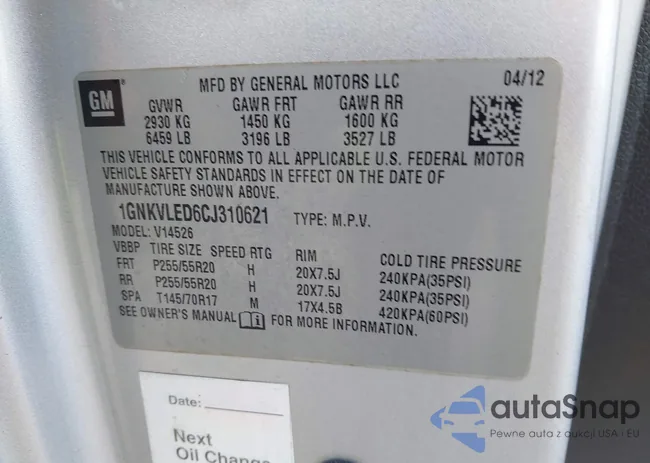 GM
MFD BY GENERAL MOTORS LLC 04/12
GVWR GAWR FRT GAWR RR
2930 KG 1450 KG 1600 KG
6459 LB 3196 LB 3527 LB
THIS VEHICLE CONFORMS TO ALL APPLICABLE U.S. FEDERAL MOTOR
VEHICLE SAFETY STANDARDS IN EFFECT ON THE DATE OF
MANUFACTURE SHOWN ABOVE.
1GNKVLED6CJ310621 TYPE: M.P.V.
MODEL: V14526
VBBP TIRE SIZE SPEED RTG RIM COLD TIRE PRESSURE
FRT P255/55R20 H 20X7.5J 240KPA(35PSI)
RR P255/55R20 H 20X7.5J 240KPA(35PSI)
SPA T145/70R17 M 17X4.5B 420KPA(60PSI)
SEE OWNER'S MANUAL FOR MORE INFORMATION.
Date:
Next
Oil Change
autaSnap
Pewne auta z aukcji USA - EU